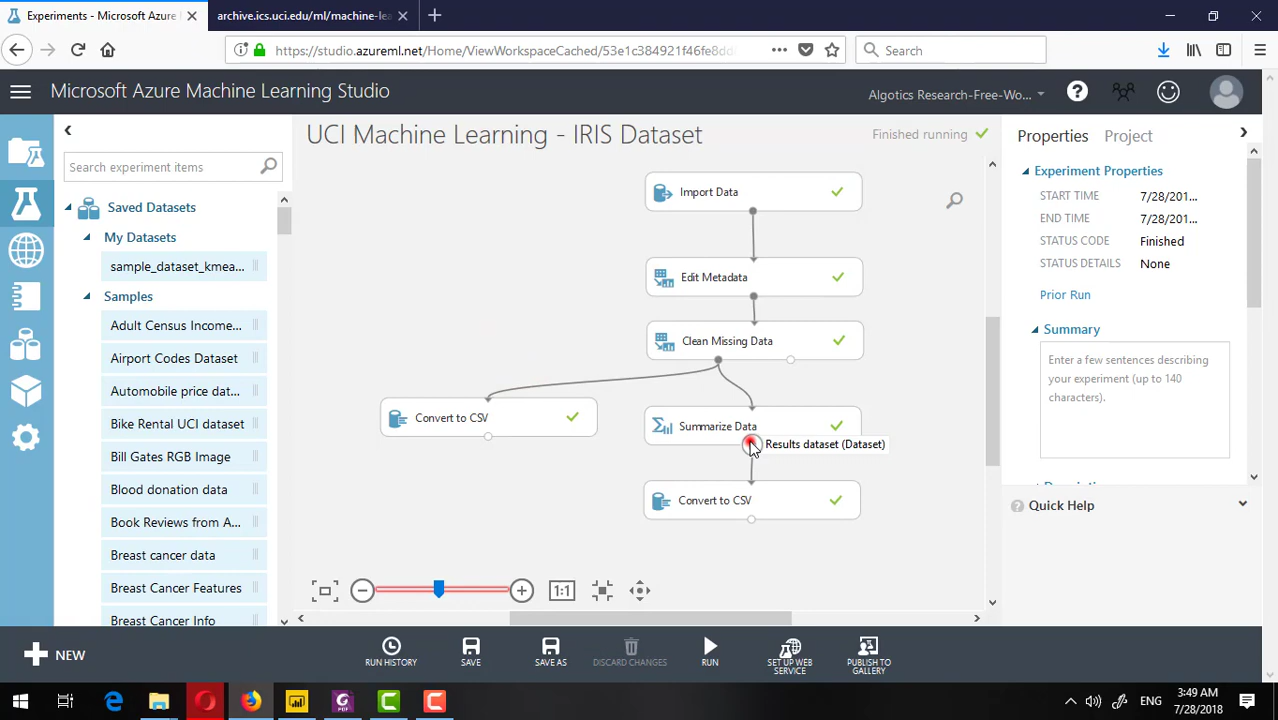 Experiments - Microsoft Azure
archive.ics.uci.edu/ml/machine-lea
https://studio.azureml.net/Home/ViewWorkspaceCached/53e1c384921f46fe8dd
Search
Microsoft Azure Machine Learning Studio
Algotics Research-Free-Wo...
Search experiment items
Saved Datasets
My Datasets
sample_dataset_kmea...
Samples
Adult Census Income...
Airport Codes Dataset
Automobile price dat...
Bike Rental UCI dataset
Bill Gates RGB Image
Blood donation data
Book Reviews from A...
Breast cancer data
Breast Cancer Features
Breast Cancer Info
UCI Machine Learning - IRIS Dataset
Finished running
Import Data
Edit Metadata
Clean Missing Data
Convert to CSV
Summarize Data
Results dataset (Dataset)
Convert to CSV
1:1
Properties
Project
Experiment Properties
START TIME 7/28/201...
END TIME 7/28/201...
STATUS CODE Finished
STATUS DETAILS None
Prior Run
Summary
Enter a few sentences describing
your experiment (up to 140
characters).
Quick Help
NEW
RUN HISTORY
SAVE
SAVE AS
DISCARD CHANGES
RUN
SET UP WEB
SERVICE
PUBLISH TO
GALLERY
ENG
3:49 AM
7/28/2018